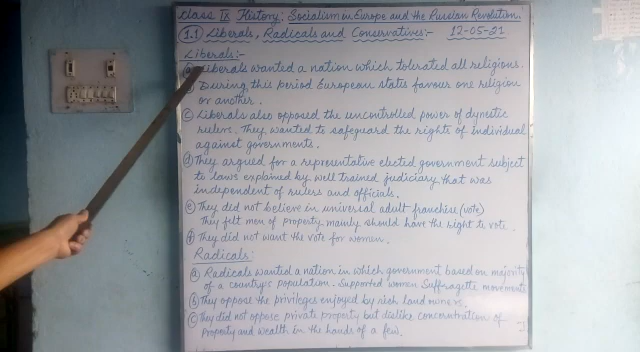 Class IX History: Socialism in Europe and the Russian Revolution.
1.1 Liberals, Radicals and Conservatives:- 12-05-21
Liberals:-
(a) Liberals wanted a nation which tolerated all religions.
During, this period European states favour one religion
or another.
(c) Liberals also opposed the uncontrolled power of dynestic
rulers. They wanted to safeguard the rights of individual
against governments.
(d) They argued for a representative elected government subject
to laws explained by well trained judiciary that was
independent of rulers and officials.
(e) They did not believe in universal adult franchise (vote)
They felt men of property mainly should have the right to vote.
(f) They did not want the vote for women.
Radicals:
(a) Radicals wanted a nation in which government based on majority
of a country's population. Supported women Suffragette movements
(b) They oppose the privileges enjoyed by rich land owners.
(c) They did not oppose private property but dislike concentration of
property and wealth in the hands of a few.